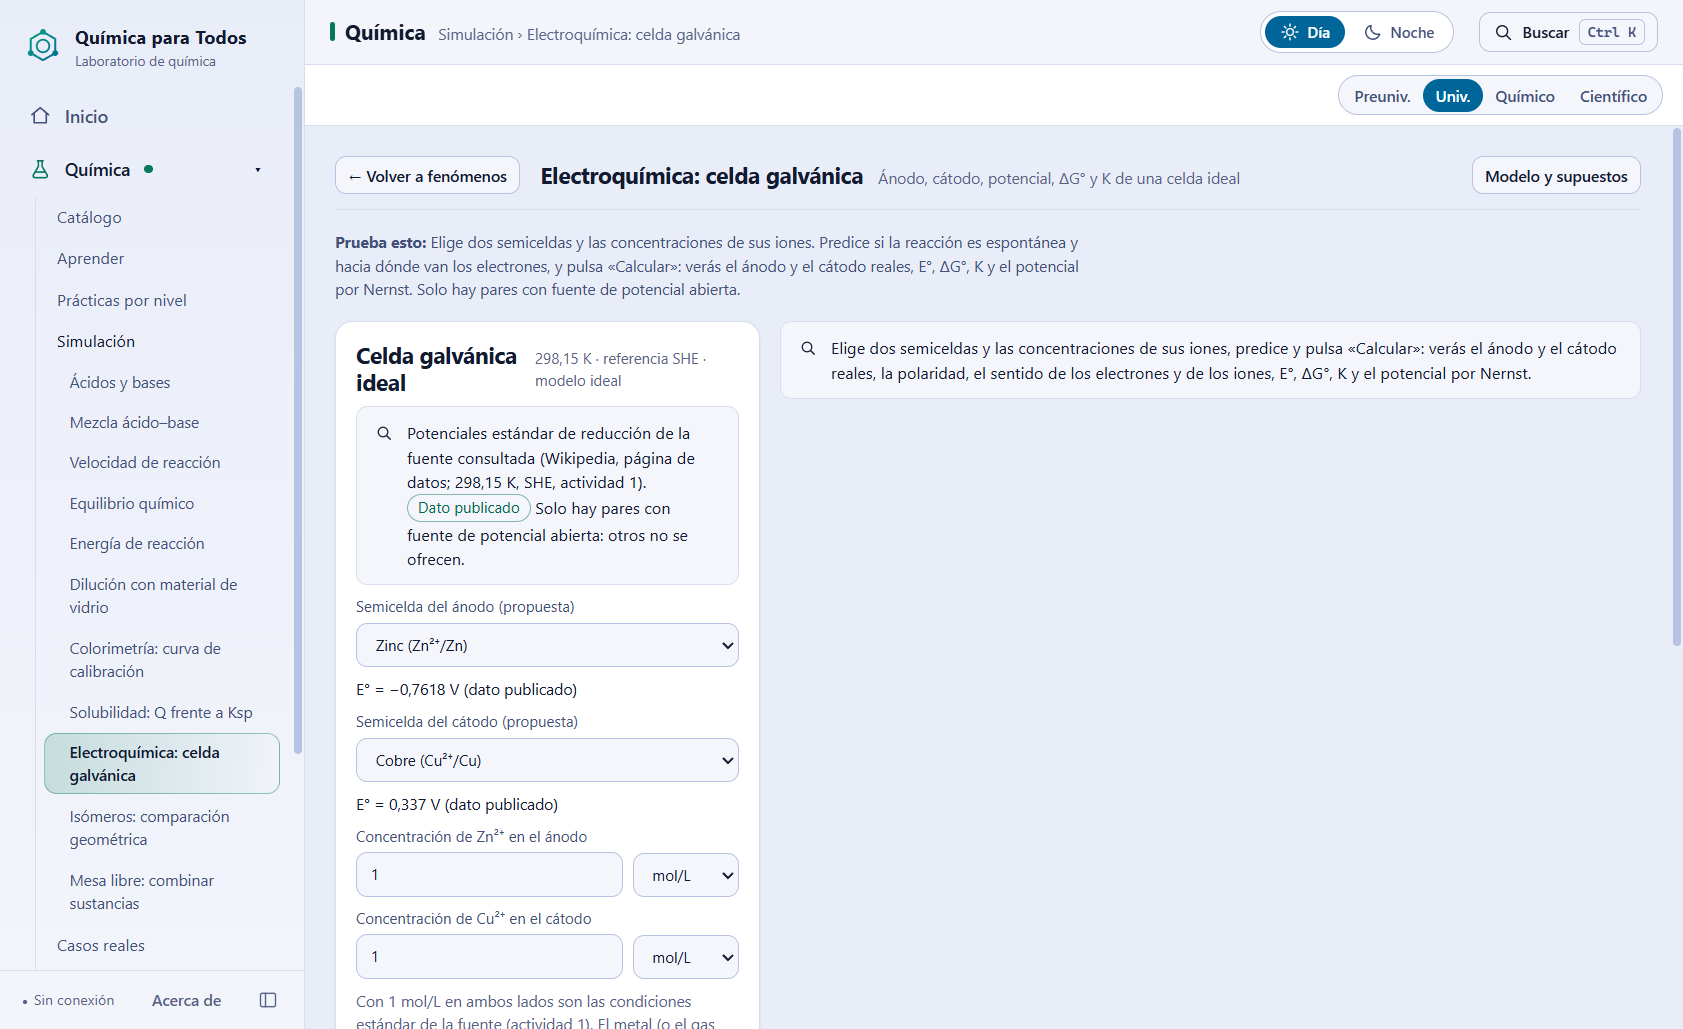 Química para Todos
Laboratorio de química
Inicio
Química
Catálogo
Aprender
Prácticas por nivel
Simulación
Ácidos y bases
Mezcla ácido–base
Velocidad de reacción
Equilibrio químico
Energía de reacción
Dilución con material de
vidrio
Colorimetría: curva de
calibración
Solubilidad: Q frente a Ksp
Electroquímica: celda
galvánica
Isómeros: comparación
geométrica
Mesa libre: combinar
sustancias
Casos reales
• Sin conexión
Acerca de
Química Simulación › Electroquímica: celda galvánica
Día
Noche
Buscar Ctrl K
Preuniv.
Univ.
Químico
Científico
← Volver a fenómenos
Electroquímica: celda galvánica Ánodo, cátodo, potencial, ΔG° y K de una celda ideal
Modelo y supuestos
Prueba esto: Elige dos semiceldas y las concentraciones de sus iones. Predice si la reacción es espontánea y
hacia dónde van los electrones, y pulsa «Calcular»: verás el ánodo y el cátodo reales, E°, ΔG°, K y el potencial
por Nernst. Solo hay pares con fuente de potencial abierta.
Celda galvánica
ideal
298,15 K · referencia SHE ·
modelo ideal
Potenciales estándar de reducción de la
fuente consultada (Wikipedia, página de
datos; 298,15 K, SHE, actividad 1).
Dato publicado Solo hay pares con
fuente de potencial abierta: otros no se
ofrecen.
Semicelda del ánodo (propuesta)
Zinc (Zn²⁺/Zn)
E° = −0,7618 V (dato publicado)
Semicelda del cátodo (propuesta)
Cobre (Cu²⁺/Cu)
E° = 0,337 V (dato publicado)
Concentración de Zn²⁺ en el ánodo
1 mol/L
Concentración de Cu²⁺ en el cátodo
1 mol/L
Con 1 mol/L en ambos lados son las condiciones
estándar de la fuente (actividad 1). El metal (o el gas
Elige dos semiceldas y las concentraciones de sus iones, predice y pulsa «Calcular»: verás el ánodo y el cátodo
reales, la polaridad, el sentido de los electrones y de los iones, E°, ΔG°, K y el potencial por Nernst.